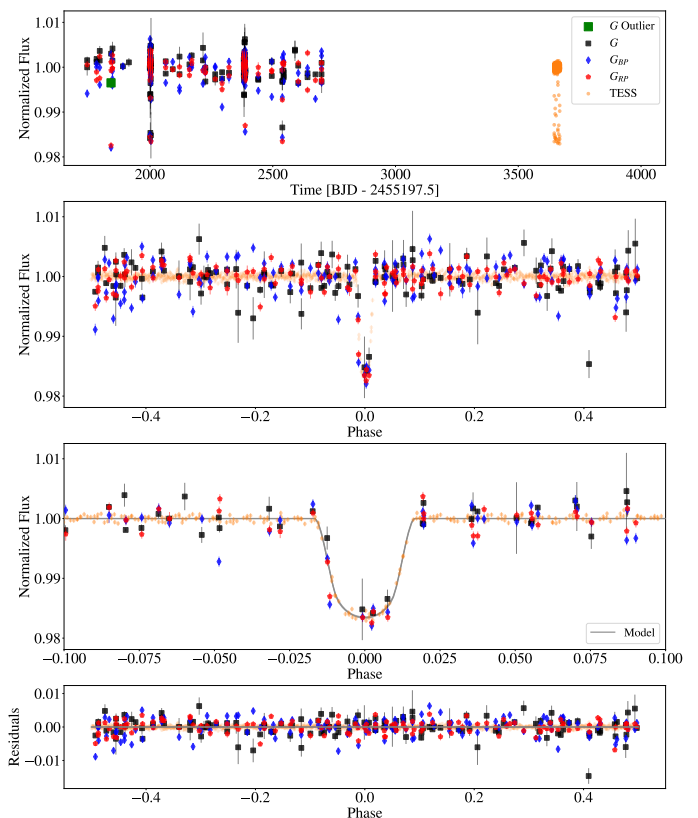 1.01
1.00
0.99
0.98
Normalized Flux
G Outlier
G
G_BP
G_RP
TESS
2000 2500 3000 3500 4000
Time [BJD - 2455197.5]
1.01
1.00
0.99
0.98
Normalized Flux
−0.4 −0.2 0.0 0.2 0.4
Phase
1.01
1.00
0.99
0.98
Normalized Flux
Model
−0.100 −0.075 −0.050 −0.025 0.000 0.025 0.050 0.075 0.100
Phase
0.01
0.00
−0.01
Residuals
−0.4 −0.2 0.0 0.2 0.4
Phase